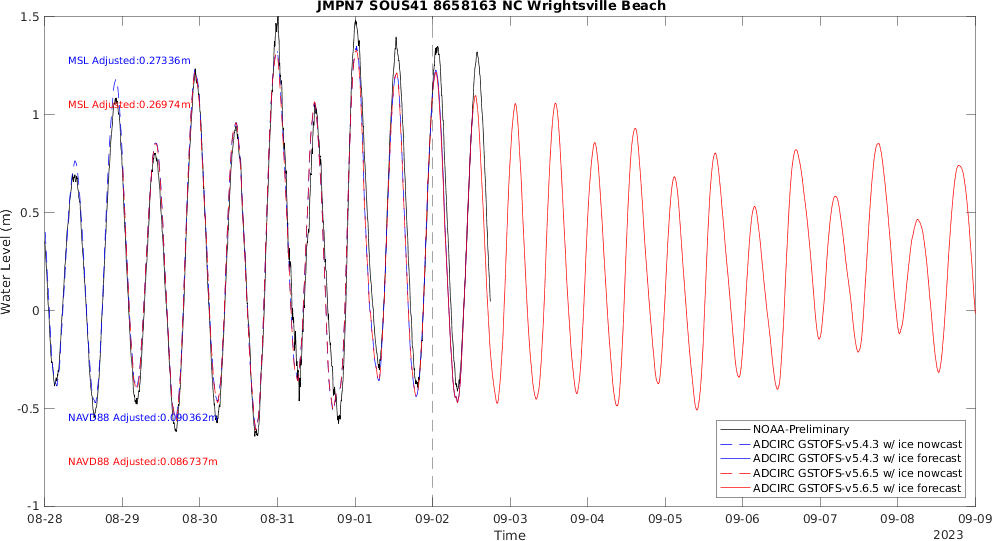 JMPN7 SOUS41 8658163 NC Wrightsville Beach
1.5
1
0.5
0
-0.5
-1
Water Level (m)
MSL Adjusted:0.27336m
MSL Adjusted:0.26974m
NAVD88 Adjusted:0.090362m
NAVD88 Adjusted:0.086737m
NOAA-Preliminary
ADCIRC GSTOFS-v5.4.3 w/ ice nowcast
ADCIRC GSTOFS-v5.4.3 w/ ice forecast
ADCIRC GSTOFS-v5.6.5 w/ ice nowcast
ADCIRC GSTOFS-v5.6.5 w/ ice forecast
08-28 08-29 08-30 08-31 09-01 09-02 09-03 09-04 09-05 09-06 09-07 09-08 09-09
Time
2023